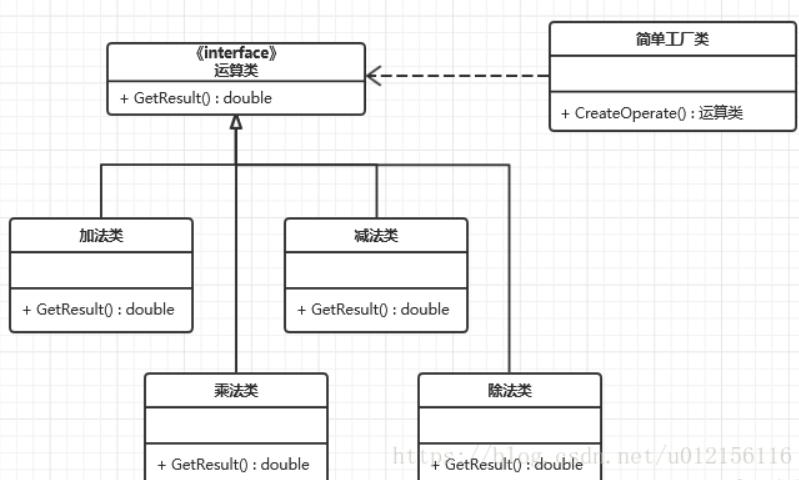 《interface》
运算类
+ GetResult() : double
简单工厂类
+ CreateOperate() : 运算类
加法类
+ GetResult() : double
减法类
+ GetResult() : double
乘法类
+ GetResult() : double
除法类
+ GetResult() : double
https://blog.csdn.net/u012156116